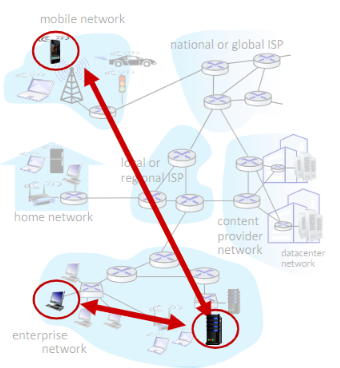 mobile network
national or global ISP
local or
regional ISP
home network
content
provider
network
datacenter
network
enterprise
network